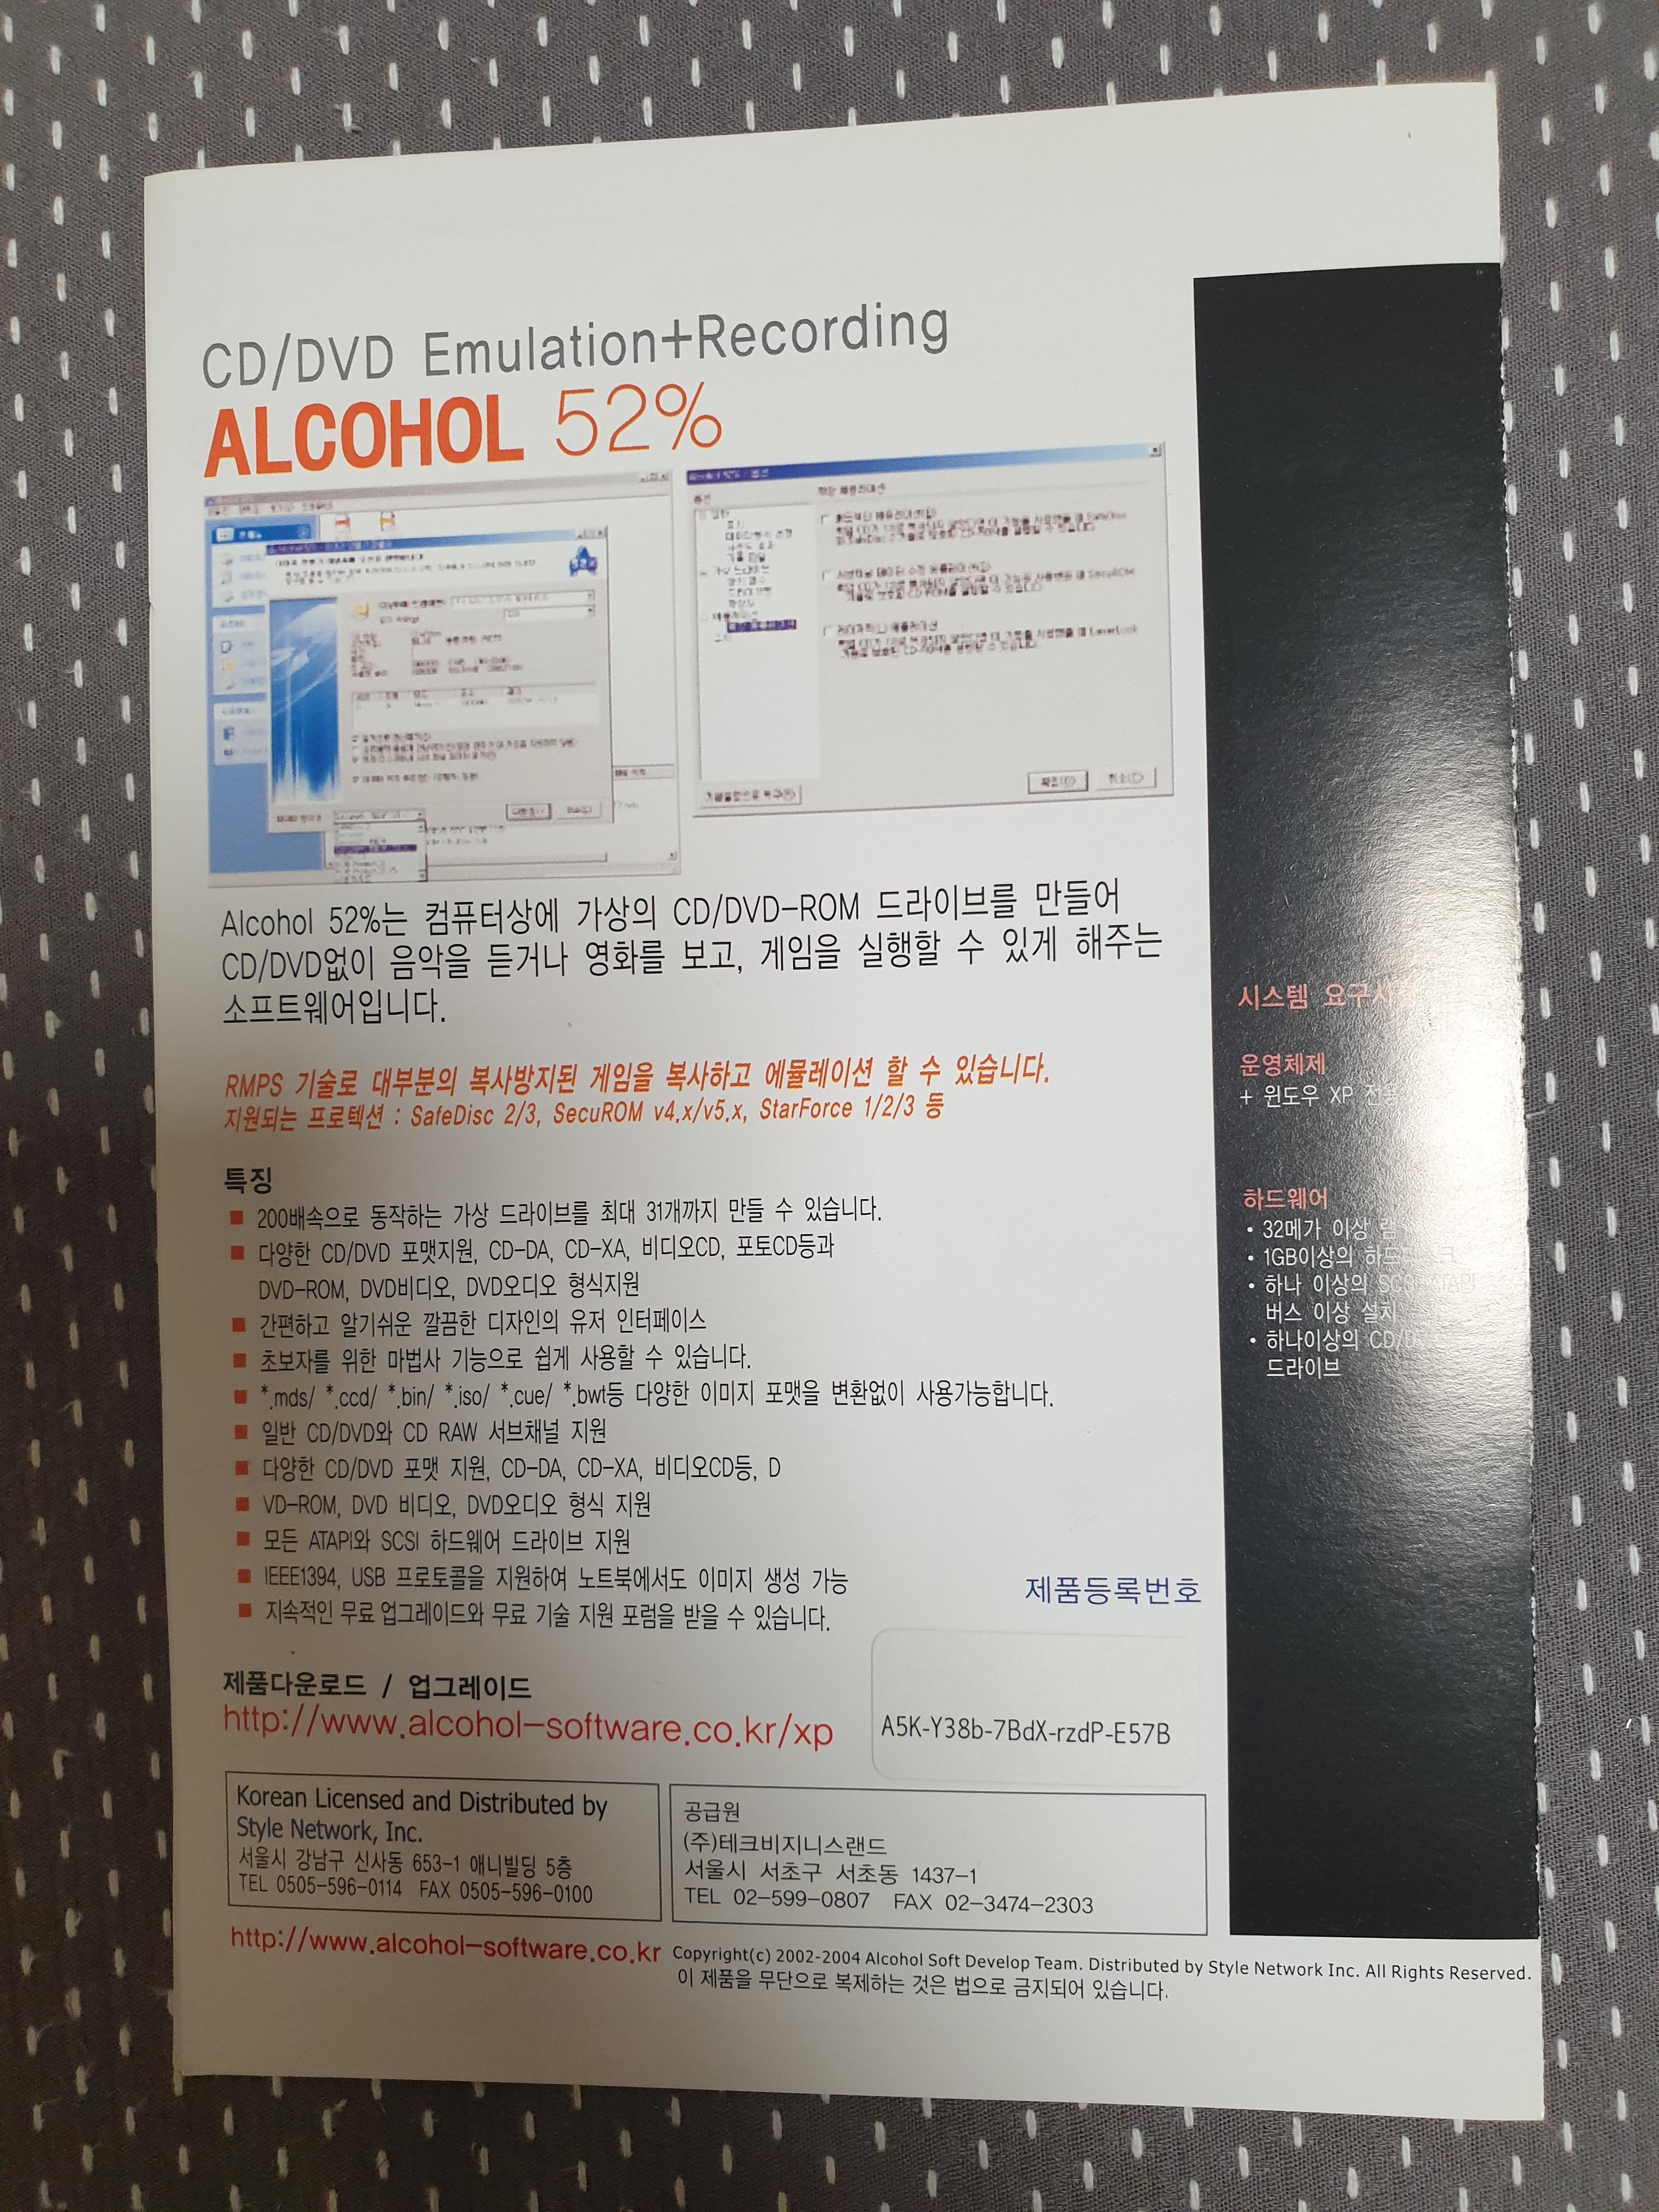 CD/DVD Emulation+Recording
ALCOHOL 52%
Alcohol 52%는 컴퓨터상에 가상의 CD/DVD-ROM 드라이브를 만들어
CD/DVD없이 음악을 듣거나 영화를 보고, 게임을 실행할 수 있게 해주는
소프트웨어입니다.
RMPS 기술로 대부분의 복사방지된 게임을 복사하고 에뮬레이션 할 수 있습니다.
지원되는 프로텍션 : SafeDisc 2/3, SecuROM v4.x/v5.x, StarForce 1/2/3 등
특징
■ 200배속으로 동작하는 가상 드라이브를 최대 31개까지 만들 수 있습니다.
■ 다양한 CD/DVD 포맷지원, CD-DA, CD-XA, 비디오CD, 포토CD등과
DVD-ROM, DVD비디오, DVD오디오 형식지원
■ 간편하고 알기쉬운 깔끔한 디자인의 유저 인터페이스
■ 초보자를 위한 마법사 기능으로 쉽게 사용할 수 있습니다.
■ *.mds/ *.ccd/ *.bin/ *.iso/ *.cue/ *.bwt등 다양한 이미지 포맷을 변환없이 사용가능합니다.
■ 일반 CD/DVD와 CD RAW 서브채널 지원
■ 다양한 CD/DVD 포맷 지원, CD-DA, CD-XA, 비디오CD등, D
■ VD-ROM, DVD 비디오, DVD오디오 형식 지원
■ 모든 ATAPI와 SCSI 하드웨어 드라이브 지원
■ IEEE1394, USB 프로토콜을 지원하여 노트북에서도 이미지 생성 가능
■ 지속적인 무료 업그레이드와 무료 기술 지원 포럼을 받을 수 있습니다.
제품등록번호
A5K-Y38b-7BdX-rzdP-E57B
제품다운로드 / 업그레이드
http://www.alcohol-software.co.kr/xp
Korean Licensed and Distributed by
Style Network, Inc.
서울시 강남구 신사동 653-1 애니빌딩 5층
TEL 0505-596-0114 FAX 0505-596-0100
공급원
(주)테크비지니스랜드
서울시 서초구 서초동 1437-1
TEL 02-599-0807 FAX 02-3474-2303
http://www.alcohol-software.co.kr
Copyright(c) 2002-2004 Alcohol Soft Develop Team. Distributed by Style Network Inc. All Rights Reserved.
이 제품을 무단으로 복제하는 것은 법으로 금지되어 있습니다.
시스템
운영체제
+ 윈도우 XP
하드웨어
• 32메가 이상
• 1GB이상의
• 하나 이상의
버스 이상 설치
• 하나이상의
드라이브